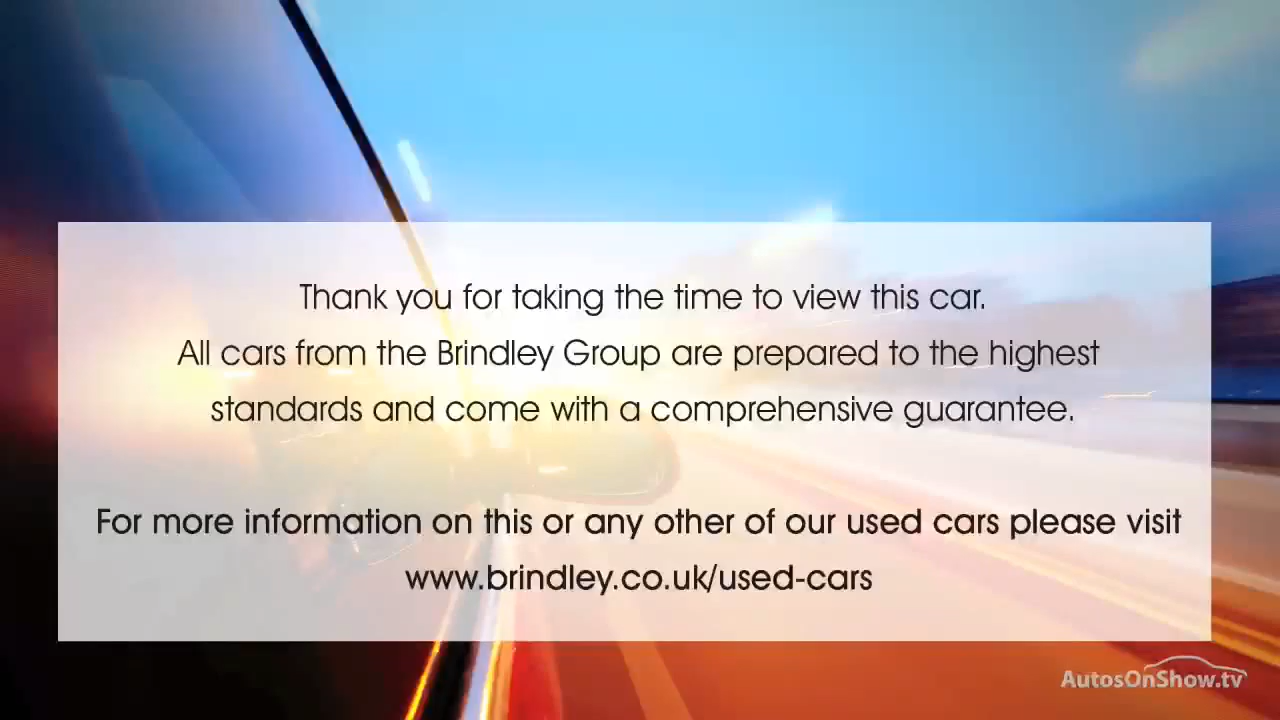 Thank you for taking the time to view this car.
All cars from the Brindley Group are prepared to the highest
standards and come with a comprehensive guarantee.
For more information on this or any other of our used cars please visit
www.brindley.co.uk/used-cars
AutosOnShow.tv